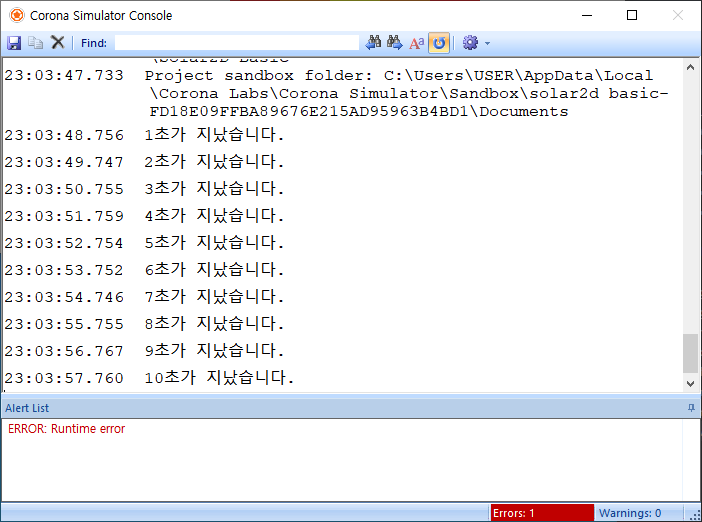 Corona Simulator Console
Find:
Aa
\Solar2D Basic
23:03:47.733 Project sandbox folder: C:\Users\USER\AppData\Local
\Corona Labs\Corona Simulator\Sandbox\solar2d basic-
FD18E09FFBA89676E215AD95963B4BD1\Documents
23:03:48.756 1초가 지났습니다.
23:03:49.747 2초가 지났습니다.
23:03:50.755 3초가 지났습니다.
23:03:51.759 4초가 지났습니다.
23:03:52.754 5초가 지났습니다.
23:03:53.752 6초가 지났습니다.
23:03:54.746 7초가 지났습니다.
23:03:55.755 8초가 지났습니다.
23:03:56.767 9초가 지났습니다.
23:03:57.760 10초가 지났습니다.
Alert List
ERROR: Runtime error
Errors: 1 Warnings: 0